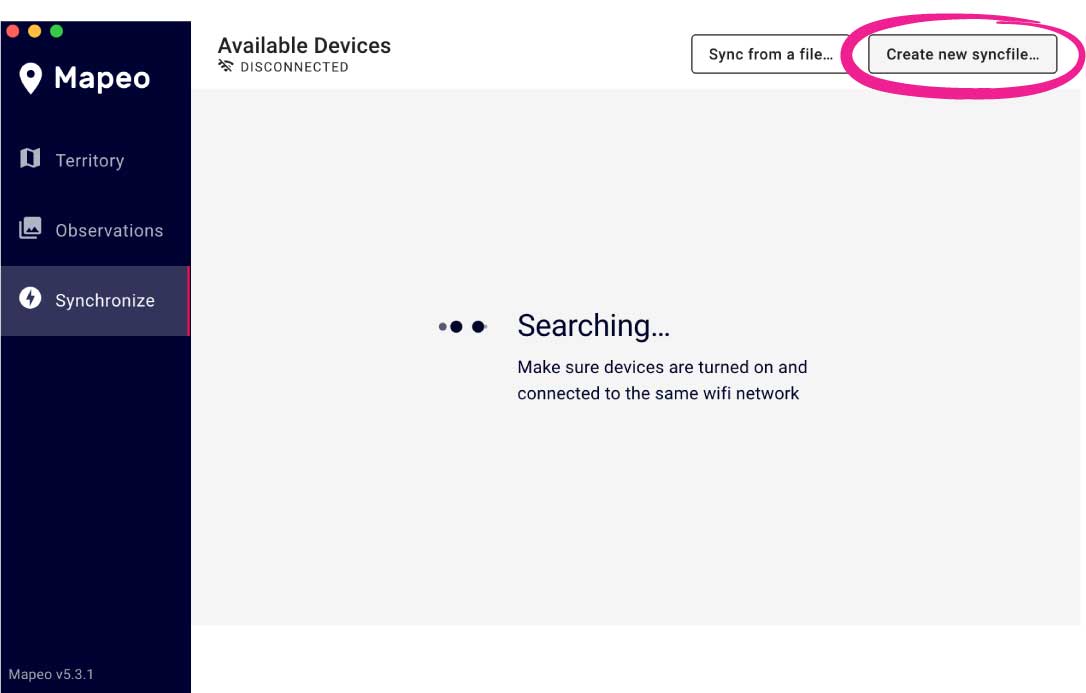 Mapeo
Territory
Observations
Synchronize
Mapeo v5.3.1
Available Devices
DISCONNECTED
Sync from a file...
Create new syncfile...
Searching...
Make sure devices are turned on and
connected to the same wifi network